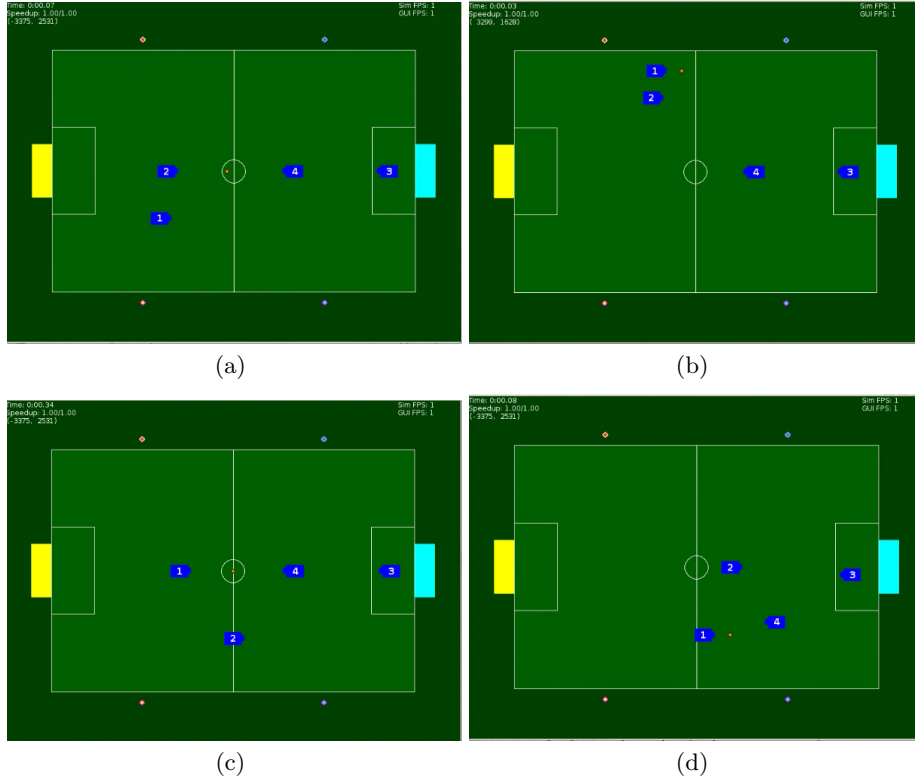 Time: 0:00.07 Sim FPS: 1
Speedup: 1.00/1.00 GUI FPS: 1
(-3375, 2531)
2 4 3
1
(a)
Time: 0:00.03 Sim FPS: 1
Speedup: 1.00/1.00 GUI FPS: 1
( 3299, 1628)
1
2
4 3
(b)
Time: 0:00.34 Sim FPS: 1
Speedup: 1.00/1.00 GUI FPS: 1
(-3375, 2531)
1 4 3
2
(c)
Time: 0:00.08 Sim FPS: 1
Speedup: 1.00/1.00 GUI FPS: 1
(-3375, 2531)
2 3
4
1
(d)